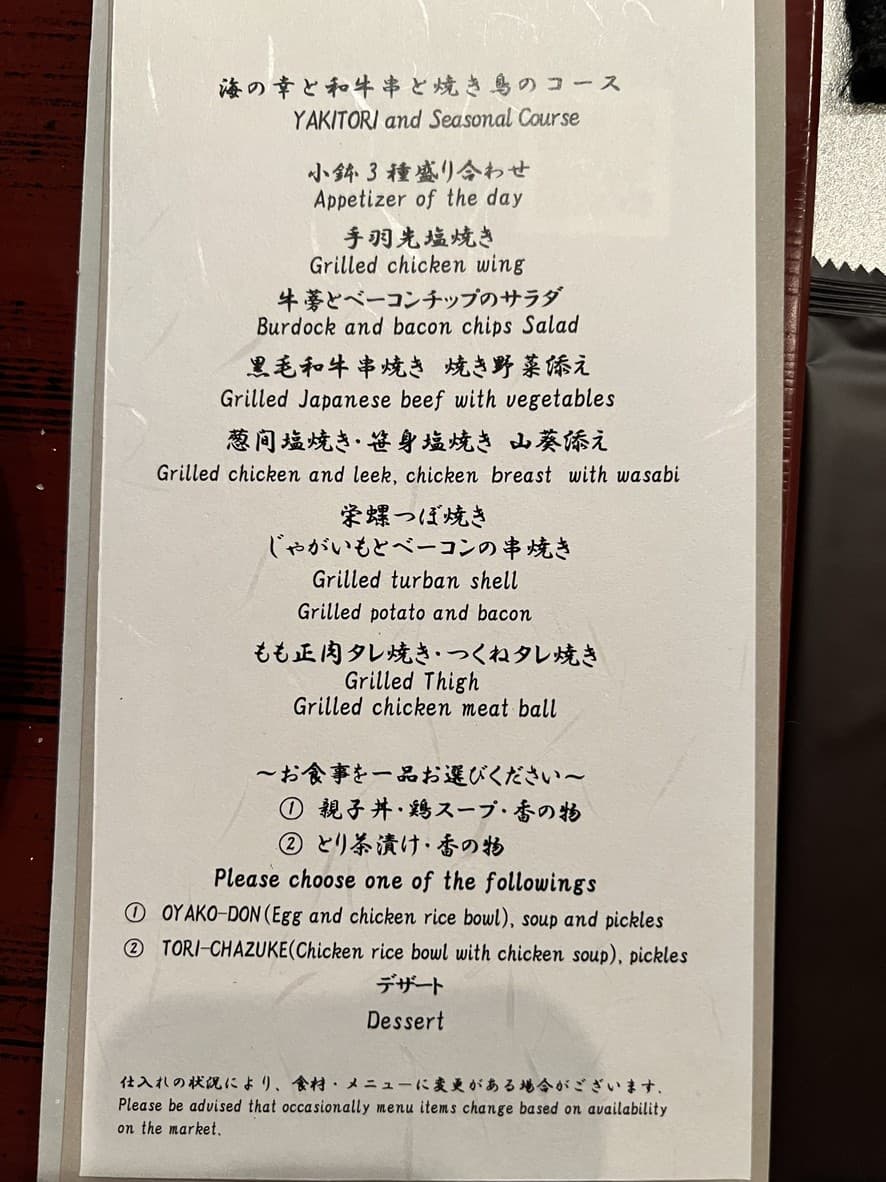 海の幸と和牛串と焼き鳥のコース
YAKITORI and Seasonal Course
小鉢3種盛り合わせ
Appetizer of the day
手羽先塩焼き
Grilled chicken wing
牛蒡とベーコンチップのサラダ
Burdock and bacon chips Salad
黒毛和牛串焼き 焼き野菜添え
Grilled Japanese beef with vegetables
葱間塩焼き・笹身塩焼き 山葵添え
Grilled chicken and leek, chicken breast with wasabi
栄螺つぼ焼き
じゃがいもとベーコンの串焼き
Grilled turban shell
Grilled potato and bacon
もも正肉タレ焼き・つくねタレ焼き
Grilled Thigh
Grilled chicken meat ball
～お食事を一品お選びください～
① 親子丼・鶏スープ・香の物
② とり茶漬け・香の物
Please choose one of the followings
① OYAKO-DON(Egg and chicken rice bowl), soup and pickles
② TORI-CHAZUKE(Chicken rice bowl with chicken soup), pickles
デザート
Dessert
仕入れの状況により、食材・メニューに変更がある場合がございます.
Please be advised that occasionally menu items change based on availability
on the market.